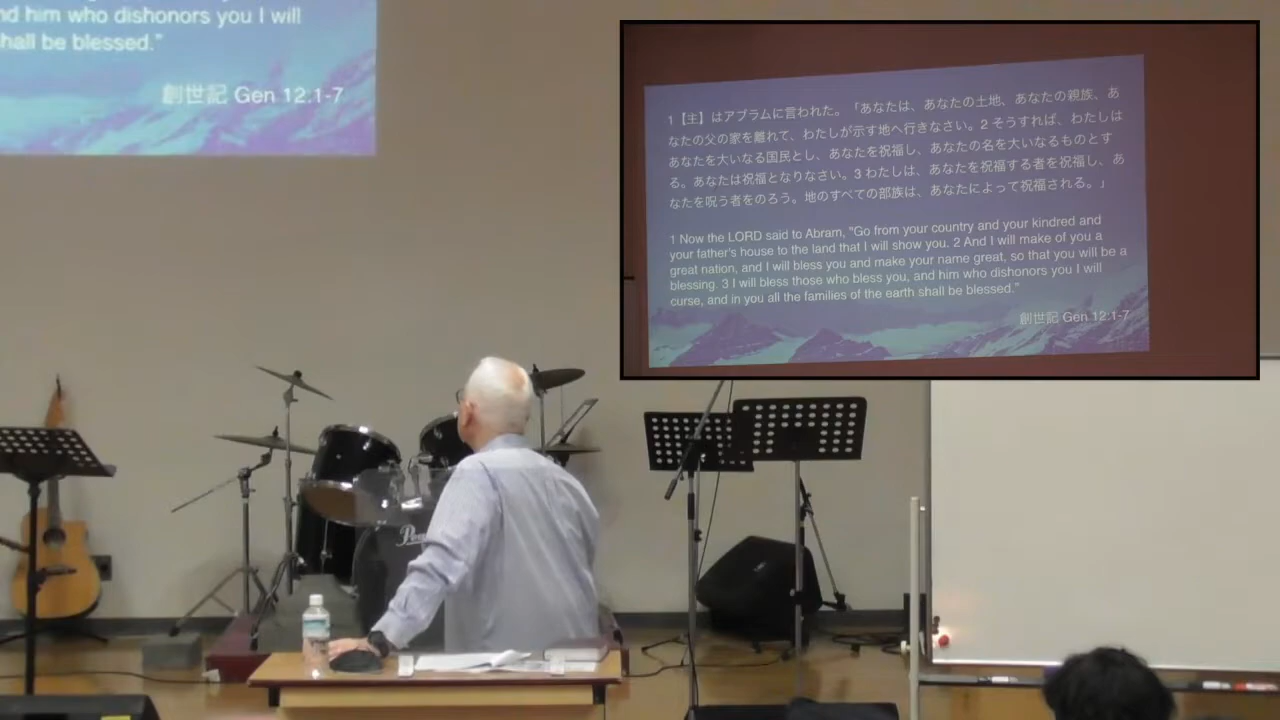 nd him who dishonors you I will
hall be blessed.”
創世記 Gen 12.1-7
1【主】はアブラムに言われた。「あなたは、あなたの土地、あなたの親族、あ
なたの父の家を離れて、わたしが示す地へ行きなさい。2 そうすれば、わたしは
あなたを大いなる国民とし、あなたを祝福し、あなたの名を大いなるものとす
る。あなたは祝福となりなさい。3 わたしは、あなたを祝福する者を祝福し、あ
なたを呪う者をのろう。地のすべての部族は、あなたによって祝福される。」
1 Now the LORD said to Abram, "Go from your country and your kindred and
your father's house to the land that I will show you. 2 And I will make of you a
great nation, and I will bless you and make your name great, so that you will be a
blessing. 3 I will bless those who bless you, and him who dishonors you I will
curse, and in you all the families of the earth shall be blessed.”
創世記 Gen 12.1-7